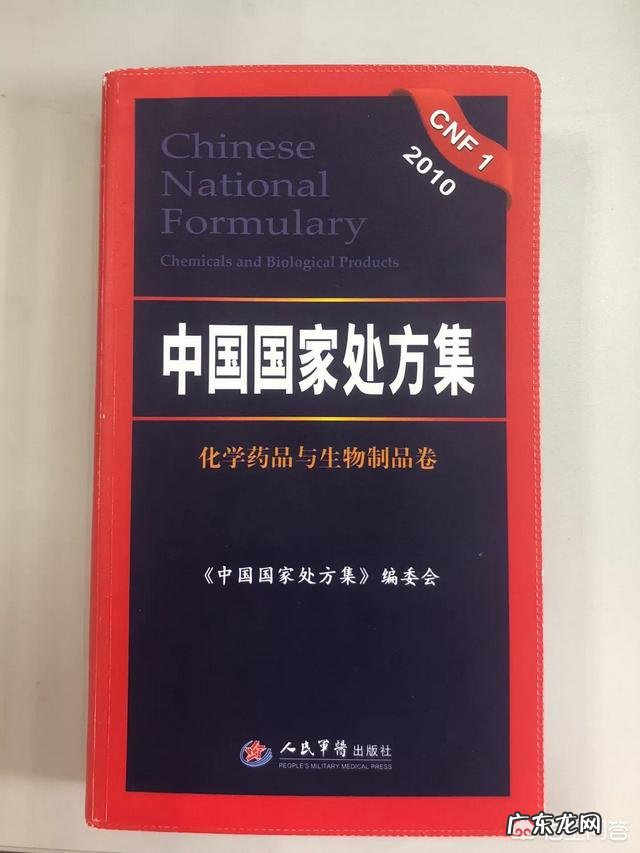 CNF 1
2010
Chinese
National
Formulary
Chemicals and Biological Products
中国国家处方集
化学药品与生物制品卷
《中国国家处方集》编委会
人民军医出版社
PEOPLE'S MILITARY MEDICAL PRESS
广东龙网